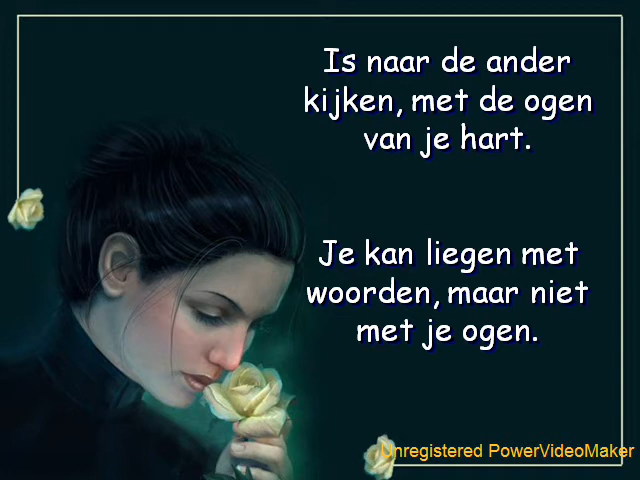 Is naar de ander
kijken, met de ogen
van je hart.
Je kan liegen met
woorden, maar niet
met je ogen.
Unregistered PowerVideoMaker